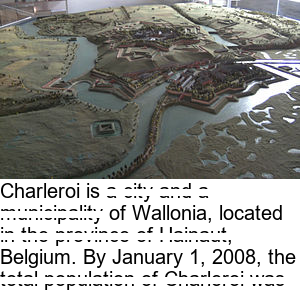 Charleroi is a city and a
municipality of Wallonia, located
in the province of Hainaut,
Belgium. By January 1, 2008, the
total population of Charleroi was